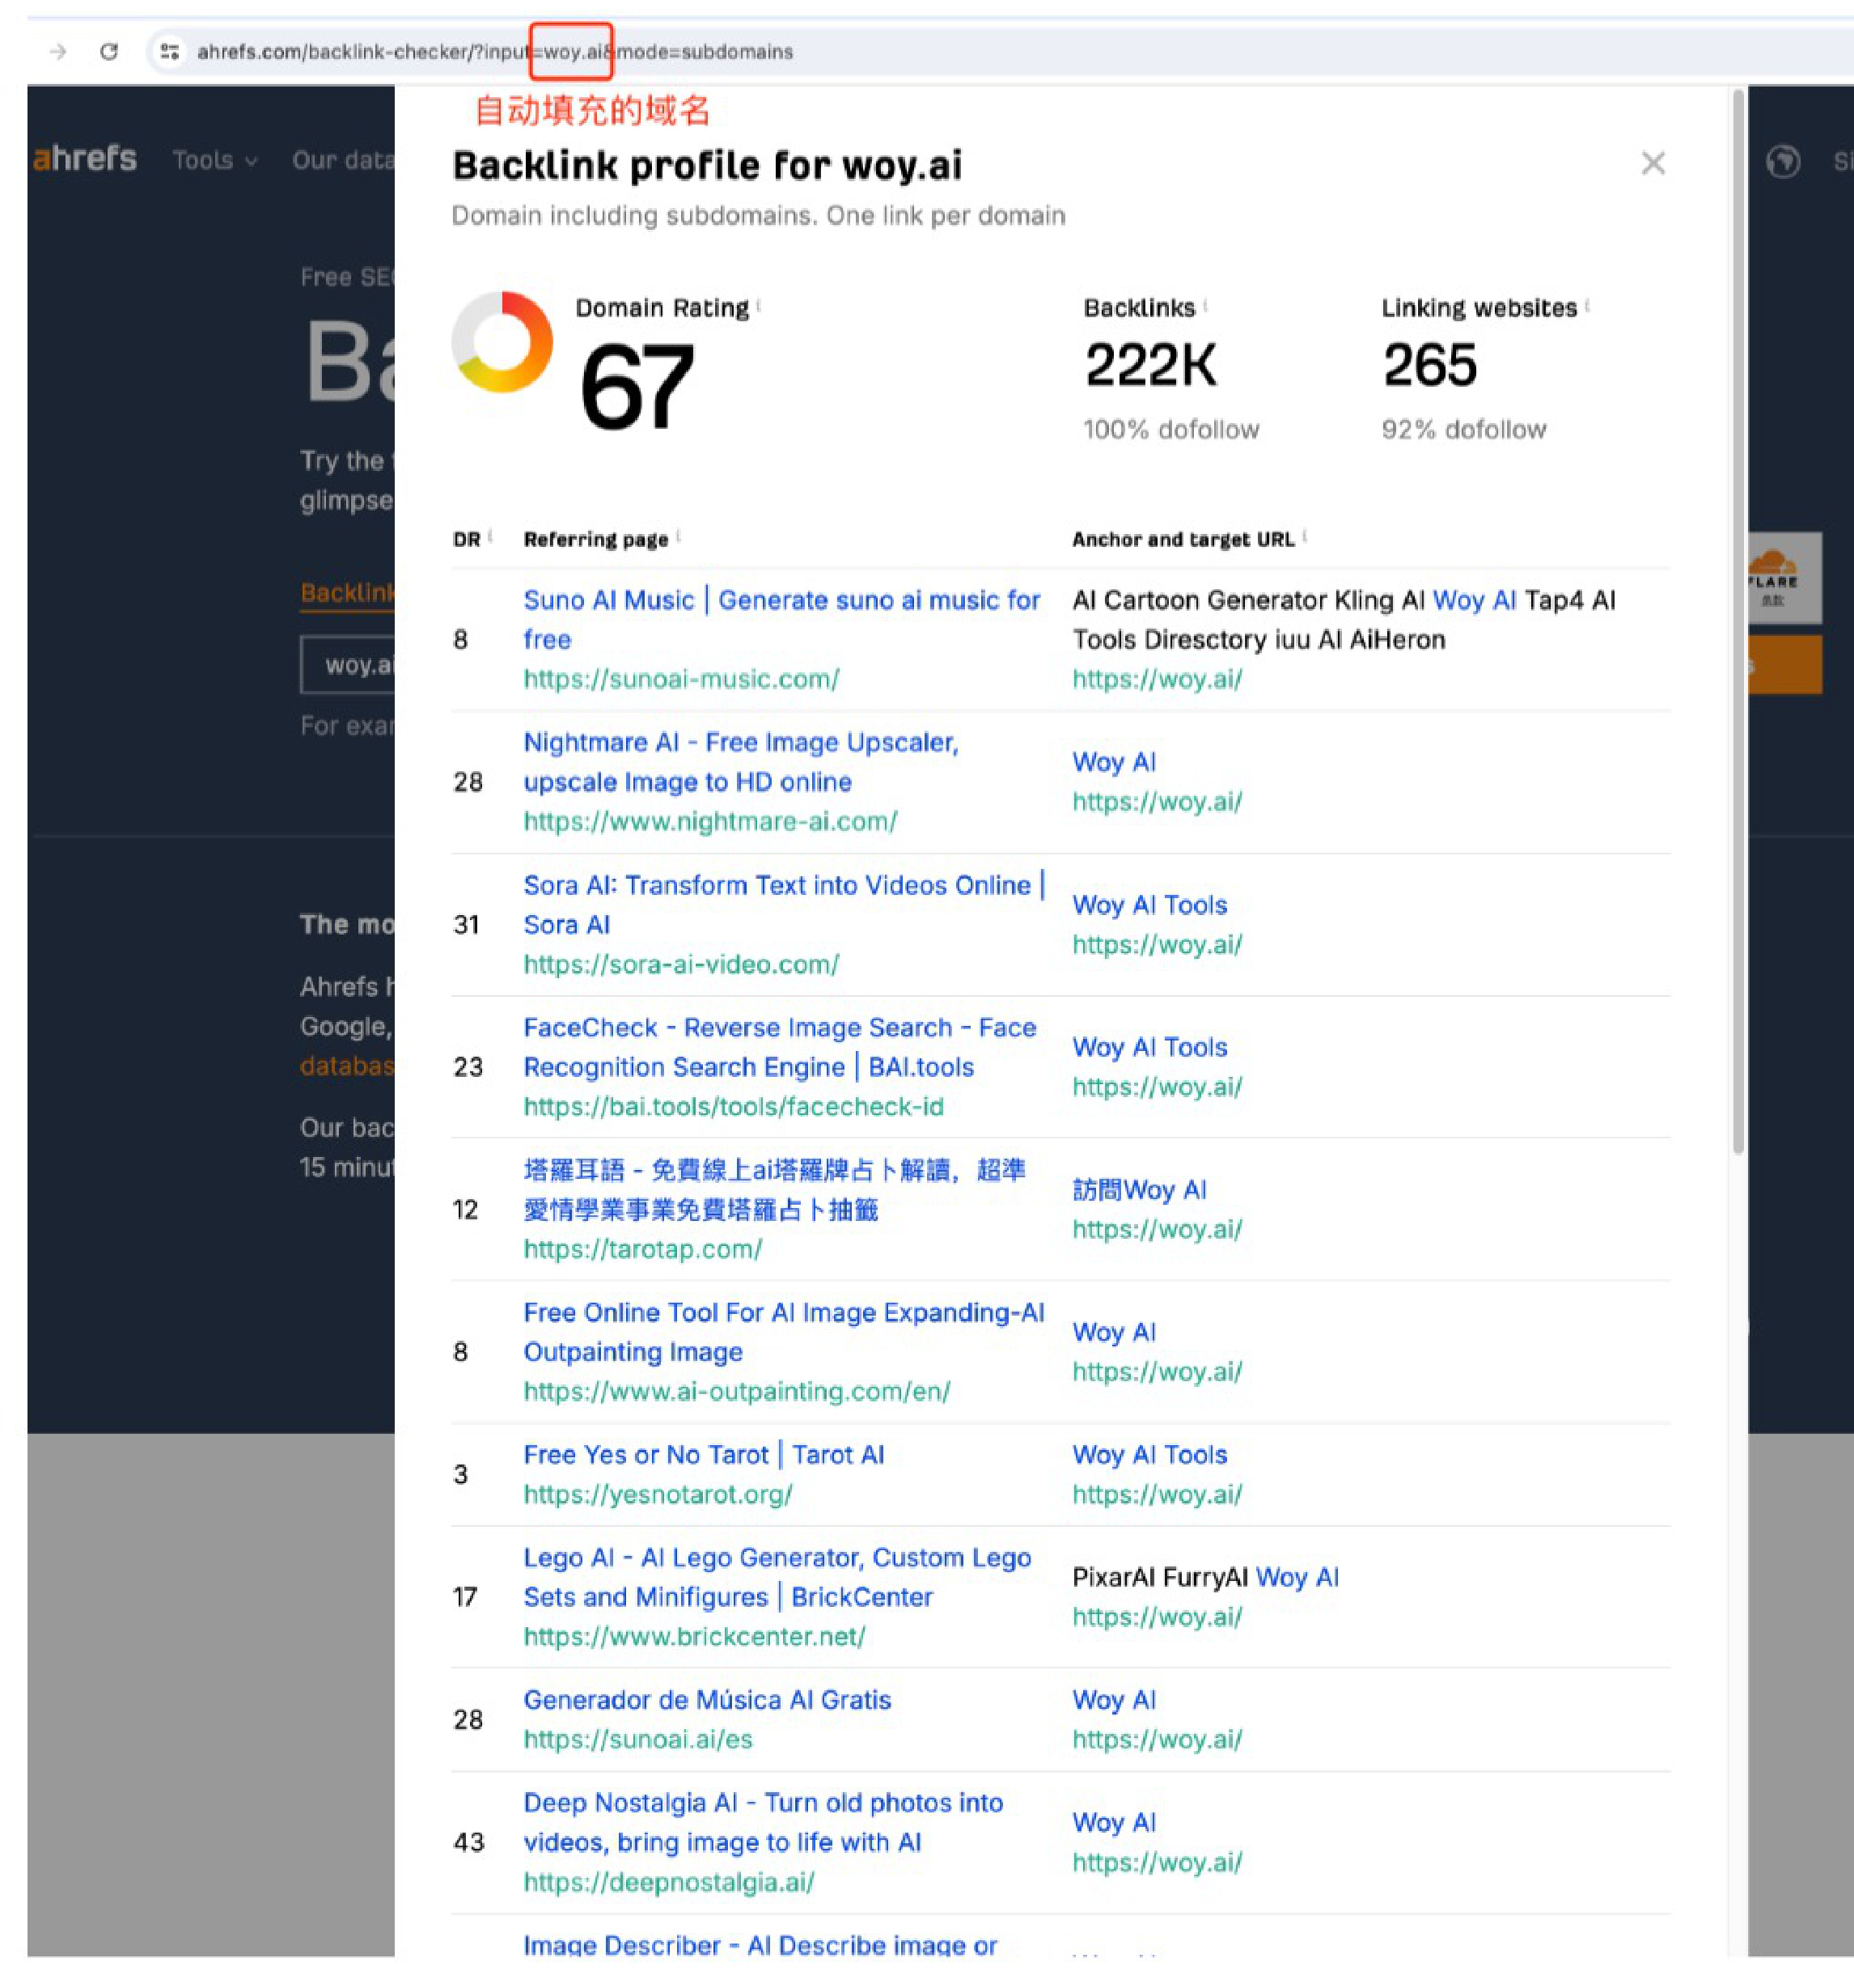 ahrefs.com/backlink-checker/?input=woy.ai&mode=subdomains
自动填充的域名
ahrefs Tools Our data
Backlink profile for woy.ai
Domain including subdomains. One link per domain
Free
Domain Rating Backlinks Linking websites
67 222K 265
100% dofollow 92% dofollow
Try the
glimpse
DR Referring page Anchor and target URL
Backlink
woy.ai
For
Suno AI Music | Generate suno ai music for
free
https://sunoai-music.com/
8
AI Cartoon Generator Kling AI Woy AI Tap4 AI
Tools Diresctory iuu AI AiHeron
https://woy.ai/
Nightmare AI - Free Image Upscaler,
upscale Image to HD online
https://www.nightmare-ai.com/
28
Woy AI
https://woy.ai/
Sora AI: Transform Text into Videos Online |
Sora AI
https://sora-ai-video.com/
31
Woy AI Tools
https://woy.ai/
The
Ahrefs
Google,
Our
15
FaceCheck - Reverse Image Search - Face
Recognition Search Engine | BAI.tools
https://bai.tools/tools/facecheck-id
23
Woy AI Tools
https://woy.ai/
塔羅耳語 - 免費線上ai塔羅牌占卜解讀，超準
愛情學業事業免費塔羅占卜抽籤
https://tarotap.com/
12
訪問Woy AI
https://woy.ai/
Free Online Tool For AI Image Expanding-AI
Outpainting Image
https://www.ai-outpainting.com/en/
8
Woy AI
https://woy.ai/
Free Yes or No Tarot | Tarot AI
https://yesnotarot.org/
3
Woy AI Tools
https://woy.ai/
Lego AI - AI Lego Generator, Custom Lego
Sets and Minifigures | BrickCenter
https://www.brickcenter.net/
17
PixarAI FurryAI Woy AI
https://woy.ai/
Generador de Música AI Gratis
https://sunoai.ai/es
28
Woy AI
https://woy.ai/
Deep Nostalgia AI - Turn old photos into
videos, bring image to life with AI
https://deepnostalgia.ai/
43
Woy AI
https://woy.ai/
Image Describer - AI Describe image or